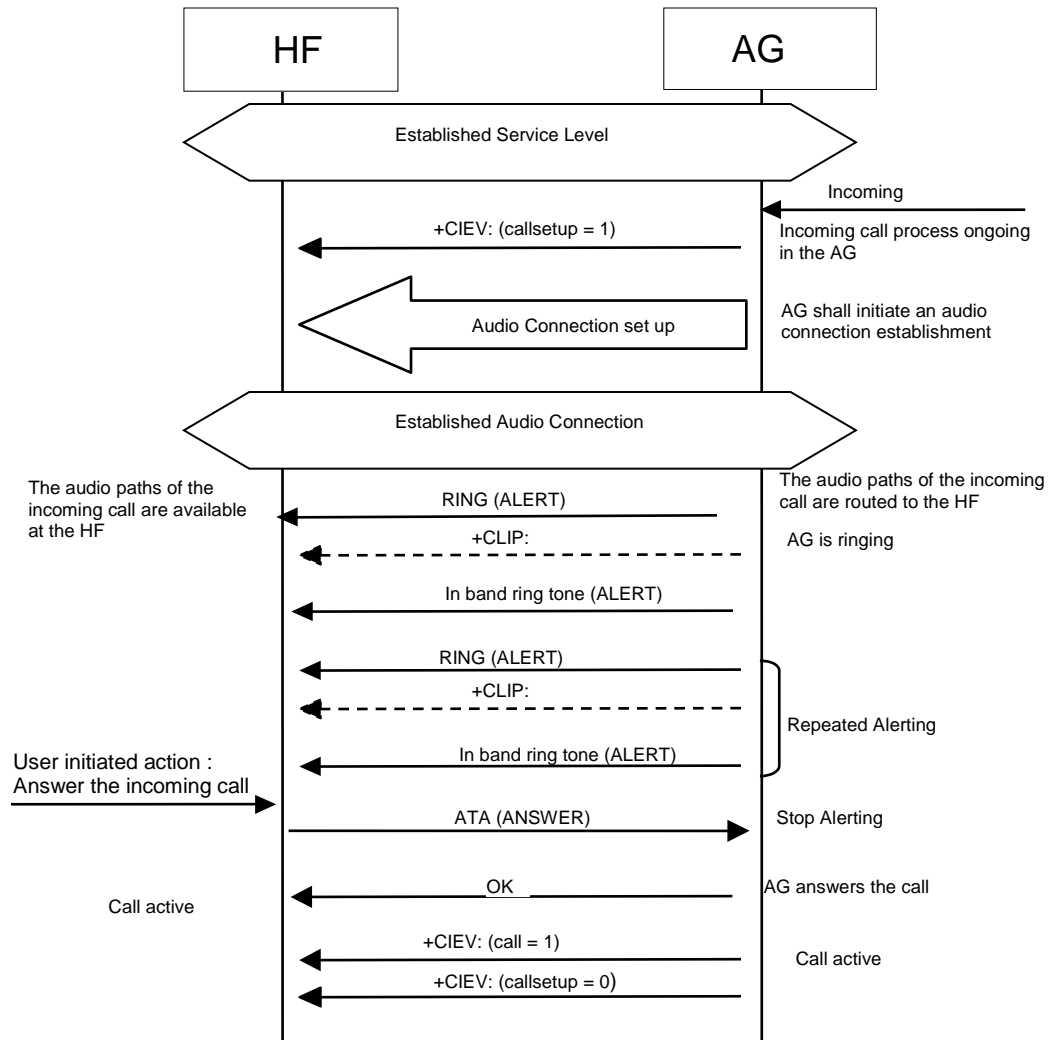 HF
AG
Established Service Level
Incoming
+CIEV: (callsetup = 1)
Incoming call process ongoing
in the AG
Audio Connection set up
AG shall initiate an audio
connection establishment
Established Audio Connection
The audio paths of the
incoming call are available
at the HF
The audio paths of the incoming
call are routed to the HF
RING (ALERT)
+CLIP:
AG is ringing
In band ring tone (ALERT)
RING (ALERT)
+CLIP:
Repeated Alerting
In band ring tone (ALERT)
User initiated action :
Answer the incoming call
ATA (ANSWER)
Stop Alerting
OK
AG answers the call
Call active
+CIEV: (call = 1)
Call active
+CIEV: (callsetup = 0)